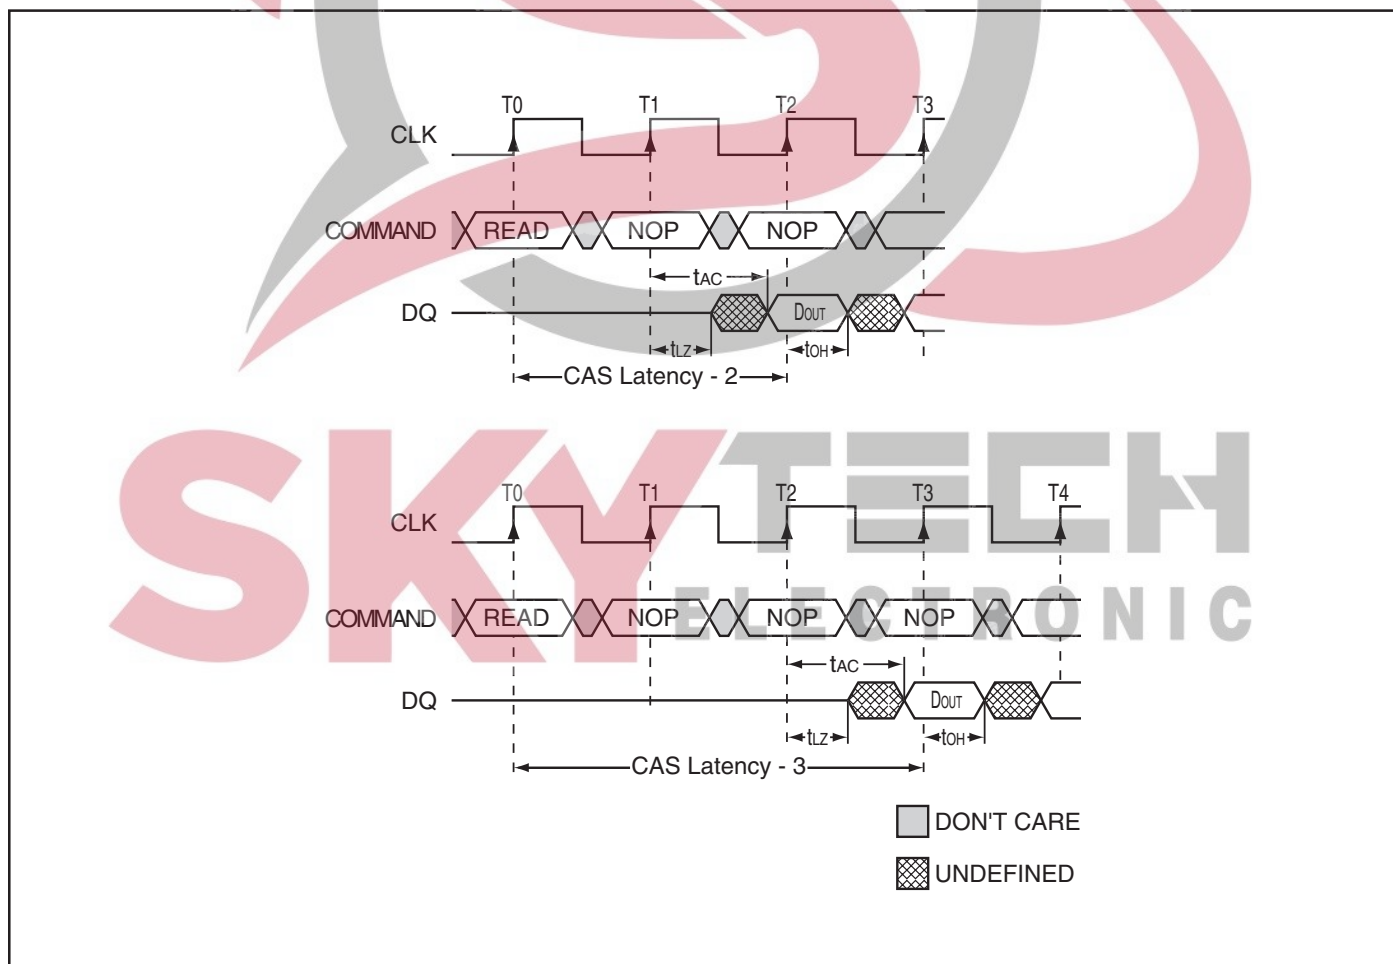 T0 T1 T2 T3
CLK
COMMAND READ NOP NOP
tAC
DQ DOUT
tLZ tOH
CAS Latency - 2
SKYTECH
T0 T1 T2 T3 T4
CLK
ELECTRONIC
COMMAND READ NOP NOP NOP
tAC
DQ DOUT
tLZ tOH
CAS Latency - 3
DON'T CARE
UNDEFINED